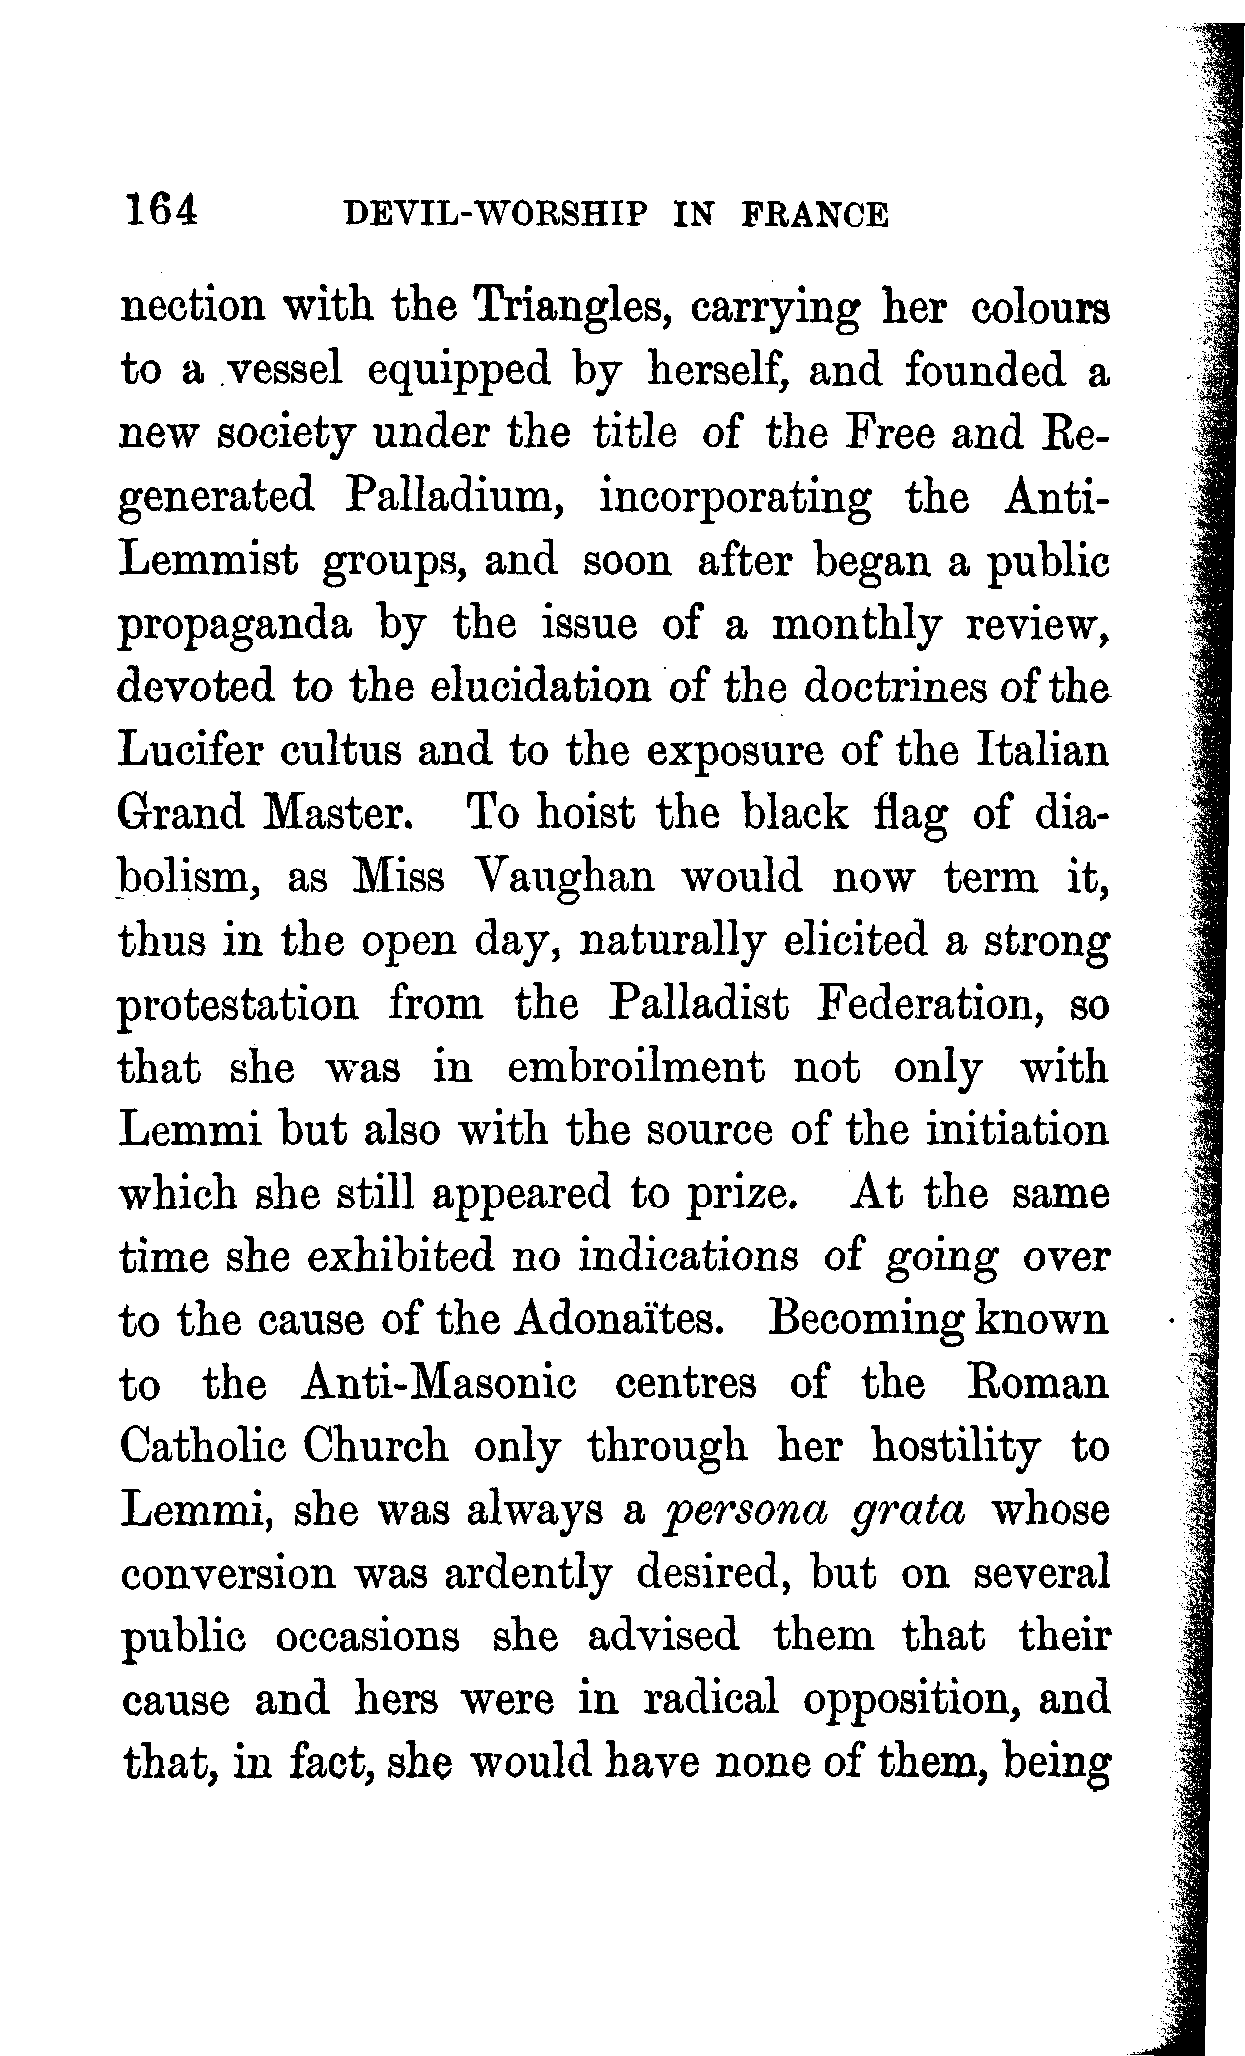 164 DEVIL-WORSHIP IN FRANCE
nection with the Triangles, carrying her colours
to a vessel equipped by herself, and founded a
new society under the title of the Free and Re-
generated Palladium, incorporating the Anti-
Lemmist groups, and soon after began a public
propaganda by the issue of a monthly review,
devoted to the elucidation of the doctrines of the
Lucifer cultus and to the exposure of the Italian
Grand Master. To hoist the black flag of dia-
bolism, as Miss Vaughan would now term it,
thus in the open day, naturally elicited a strong
protestation from the Palladist Federation, so
that she was in embroilment not only with
Lemmi but also with the source of the initiation
which she still appeared to prize. At the same
time she exhibited no indications of going over
to the cause of the Adonaïtes. Becoming known
to the Anti-Masonic centres of the Roman
Catholic Church only through her hostility to
Lemmi, she was always a persona grata whose
conversion was ardently desired, but on several
public occasions she advised them that their
cause and hers were in radical opposition, and
that, in fact, she would have none of them, being